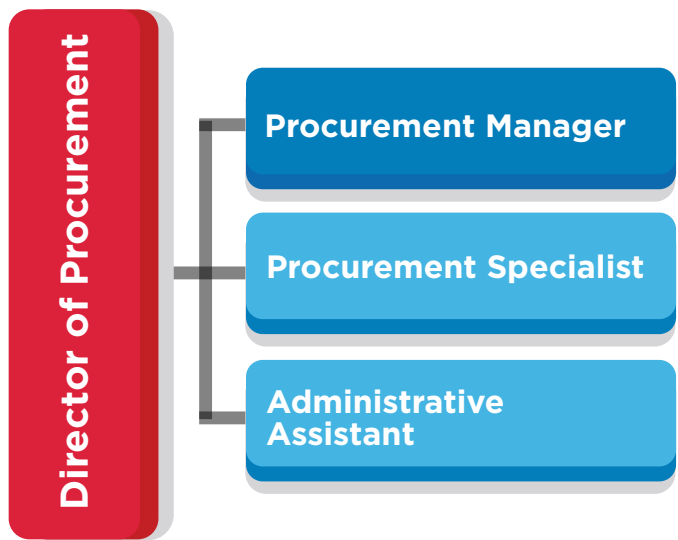 Director of Procurement
Procurement Manager
Procurement Specialist
Administrative
Assistant